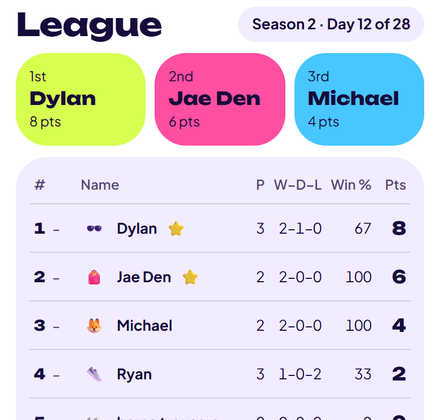 League
Season 2 · Day 12 of 28
1st
Dylan
8 pts
2nd
Jae Den
6 pts
3rd
Michael
4 pts
# Name P W–D–L Win % Pts
1 – Dylan 3 2–1–0 67 8
2 – Jae Den 2 2–0–0 100 6
3 – Michael 2 2–0–0 100 4
4 – Ryan 3 1–0–2 33 2